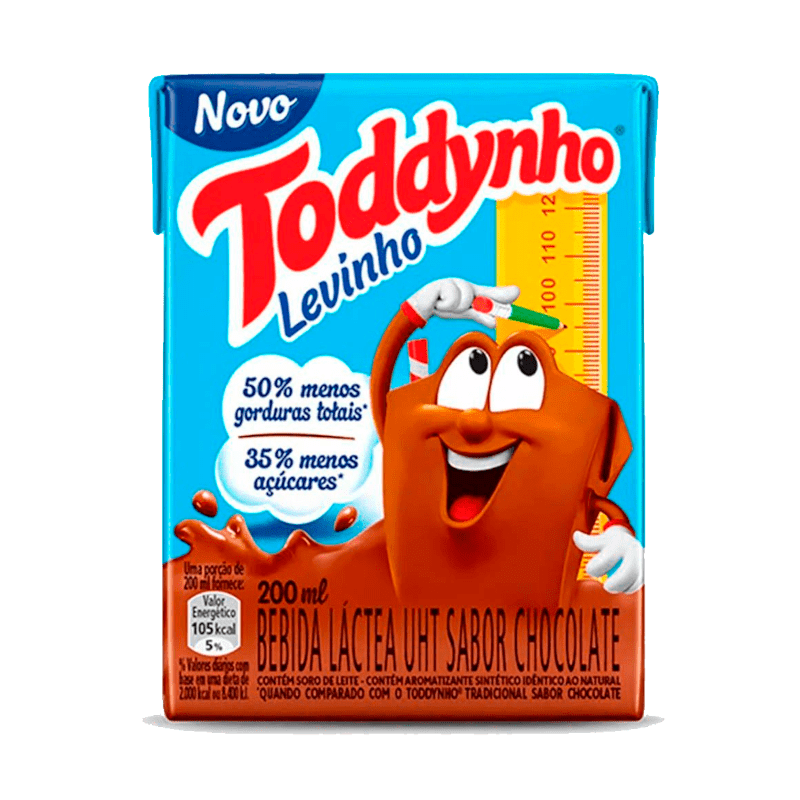 Novo
Toddynho®
Levinho
12
110
100
50% menos
gorduras totais*
35% menos
açúcares*
Uma porção de
200 ml fornece:
Valor
Energético
105 kcal
5%
% Valores diários com
base em uma dieta de
2.000 kcal ou 8.400 kJ.
200 ml
BEBIDA LÁCTEA UHT SABOR CHOCOLATE
CONTÉM SORO DE LEITE - CONTÉM AROMATIZANTE SINTÉTICO IDÊNTICO AO NATURAL
*QUANDO COMPARADO COM O TODDYNHO® TRADICIONAL SABOR CHOCOLATE